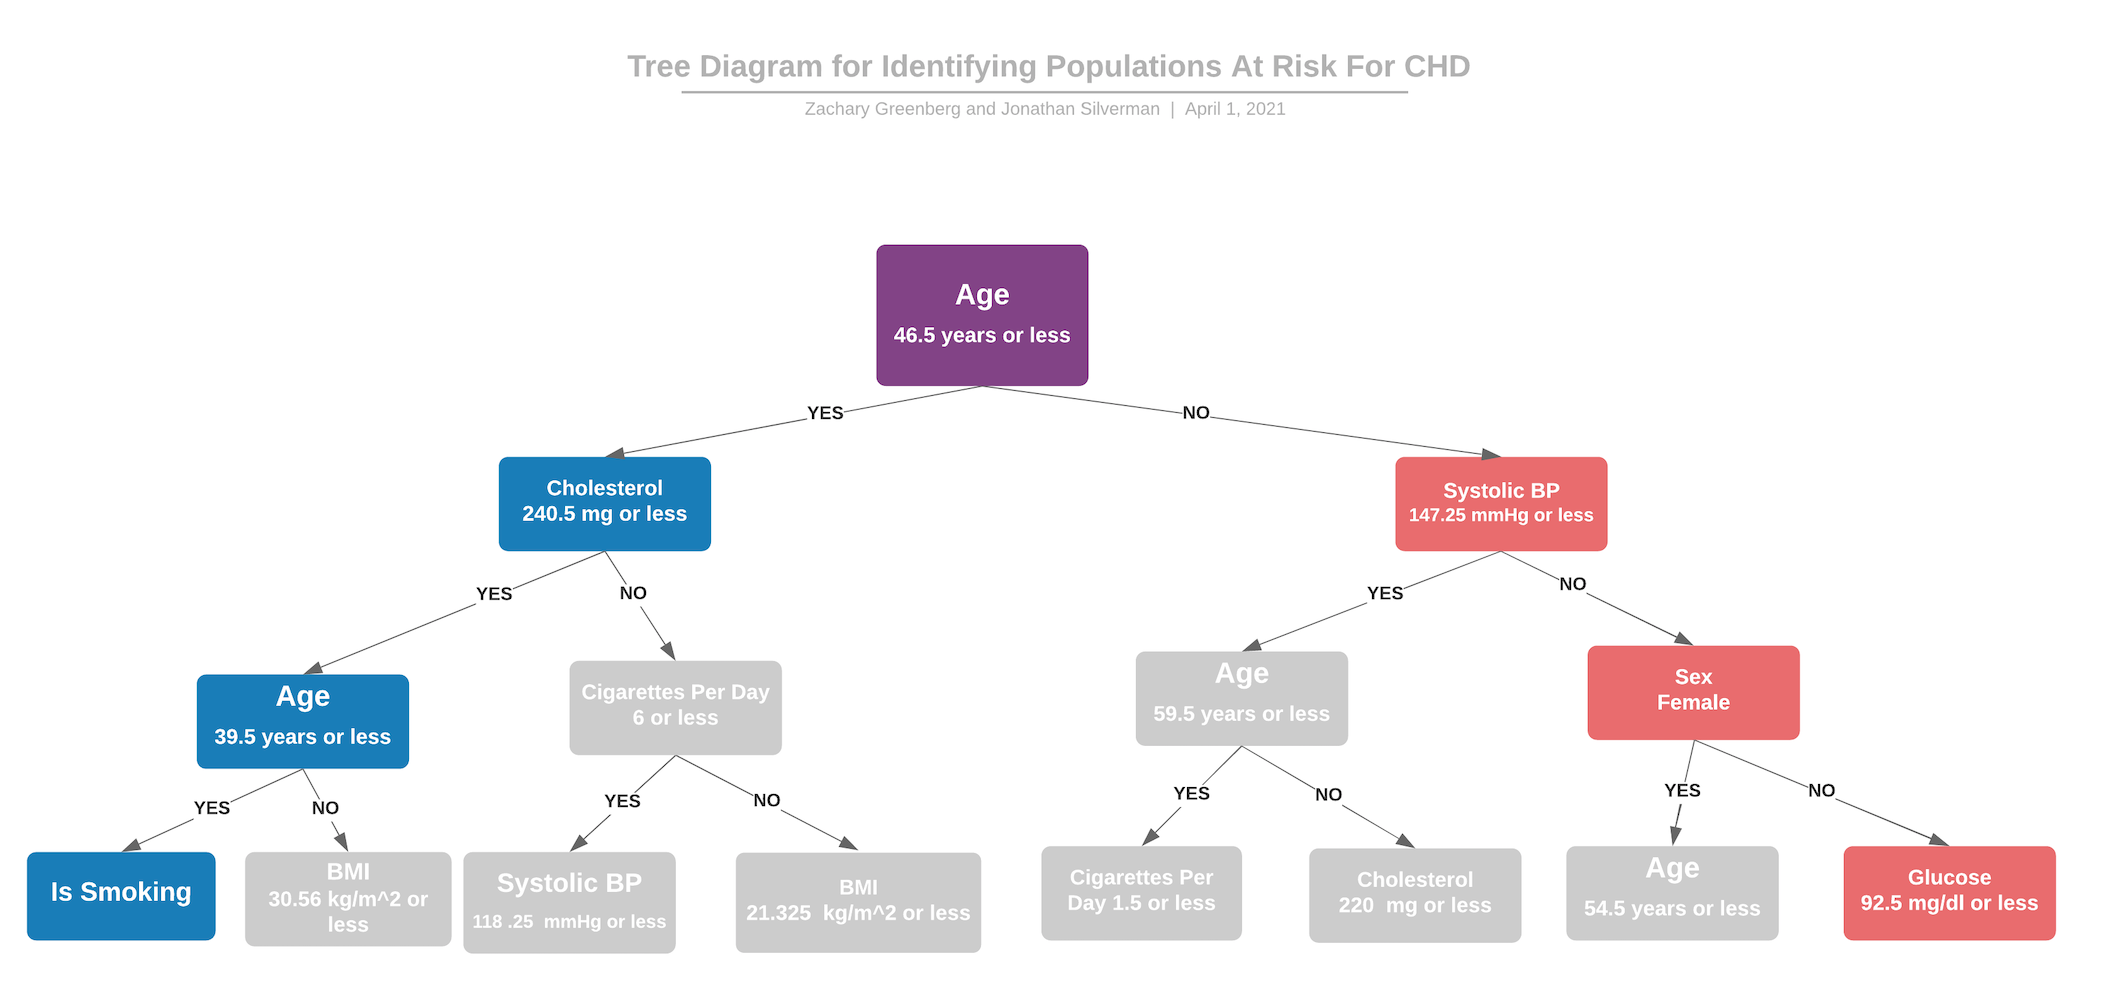 Tree Diagram for Identifying Populations At Risk For CHD
Zachary Greenberg and Jonathan Silverman | April 1, 2021
Age
46.5 years or less
YES
NO
Cholesterol
240.5 mg or less
Systolic BP
147.25 mmHg or less
YES
NO
YES
NO
Age
39.5 years or less
Cigarettes Per Day
6 or less
Age
59.5 years or less
Sex
Female
YES
NO
YES
NO
YES
NO
YES
NO
Is Smoking
BMI
30.56 kg/m^2 or
less
Systolic BP
118 .25 mmHg or less
BMI
21.325 kg/m^2 or less
Cigarettes Per
Day 1.5 or less
Cholesterol
220 mg or less
Age
54.5 years or less
Glucose
92.5 mg/dl or less